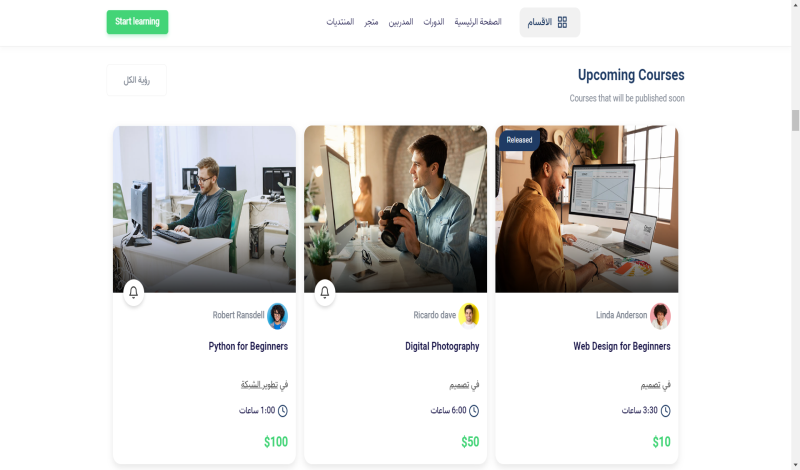 الاقسام
الصفحة الرئيسية
الدورات
المدربين
متجر
المنتديات
Start learning
Upcoming Courses
Courses that will be published soon
رؤية الكل
Released
Linda Anderson
Web Design for Beginners
في تصميم
3:30 ساعات
$10
Ricardo dave
Digital Photography
في تصميم
6:00 ساعات
$50
Robert Ransdell
Python for Beginners
في تطوير الشبكة
1:00 ساعات
$100